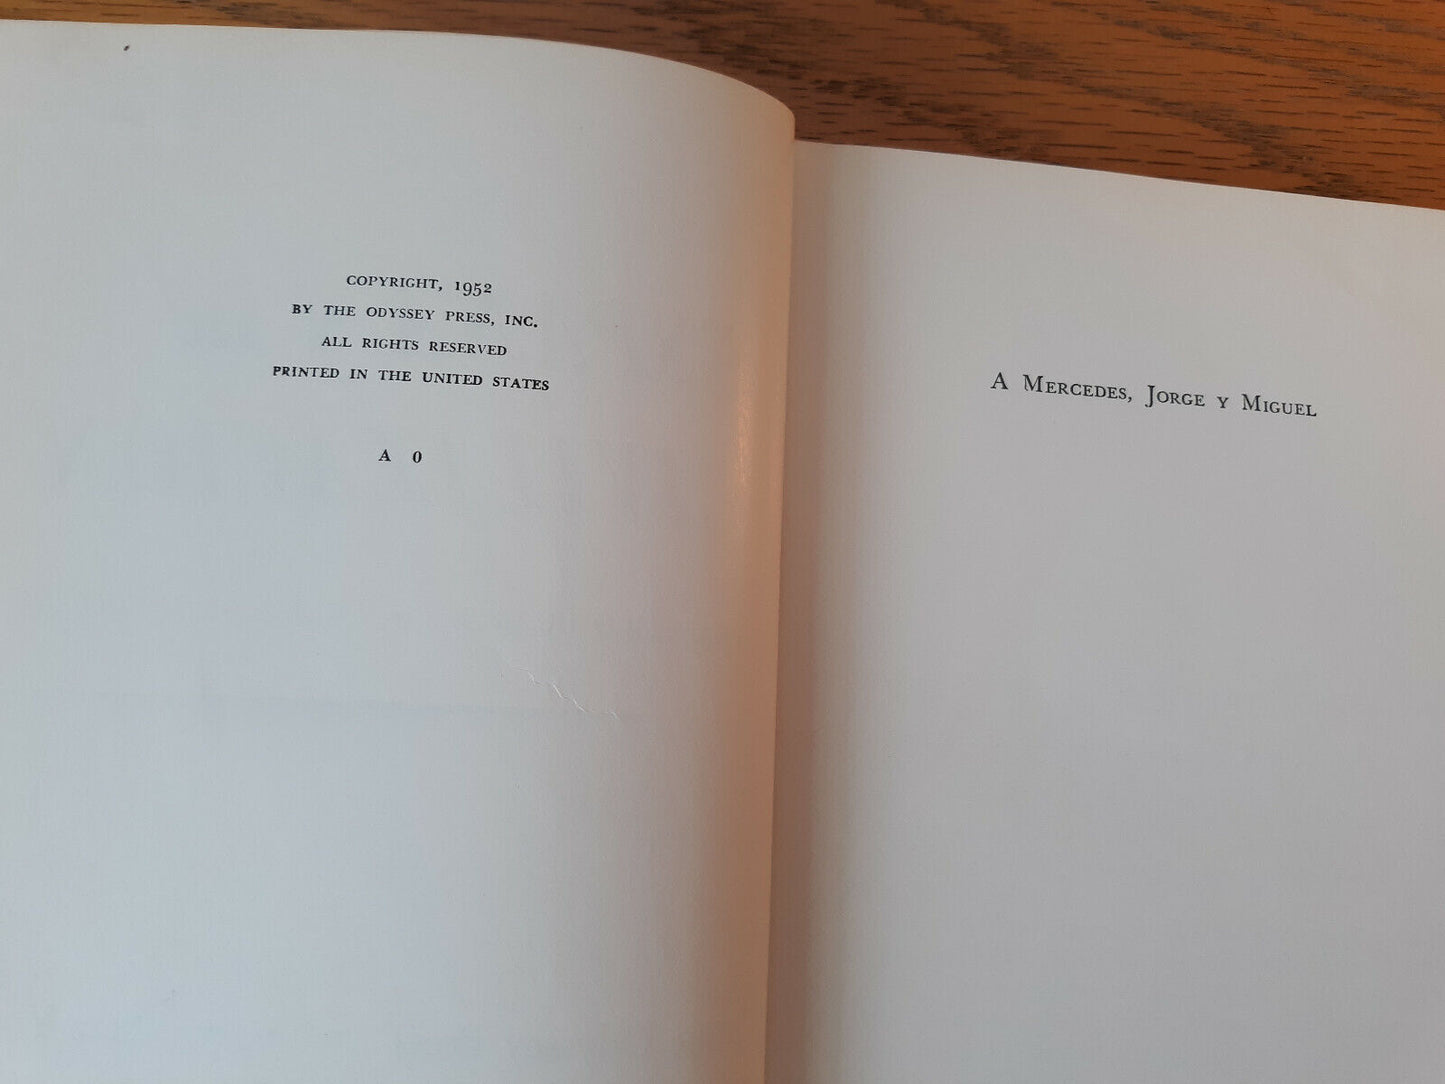 COPYRIGHT, 1952
BY THE ODYSSEY PRESS, INC.
ALL RIGHTS RESERVED
PRINTED IN THE UNITED STATES
A 0
A MERCEDES, JORGE Y MIGUEL